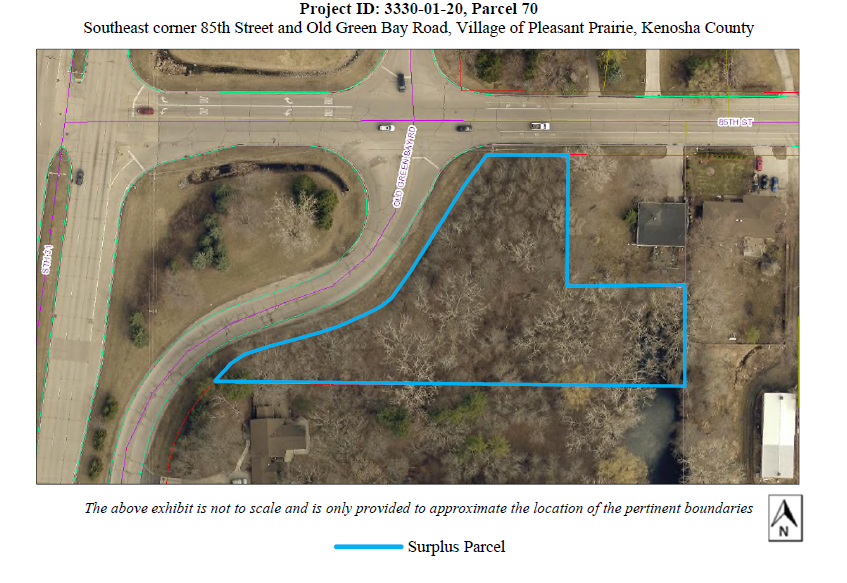 Project ID: 3330-01-20, Parcel 70
Southeast corner 85th Street and Old Green Bay Road, Village of Pleasant Prairie, Kenosha County
85TH ST
OLD GREEN BAY RD
The above exhibit is not to scale and is only provided to approximate the location of the pertinent boundaries
N
Surplus Parcel